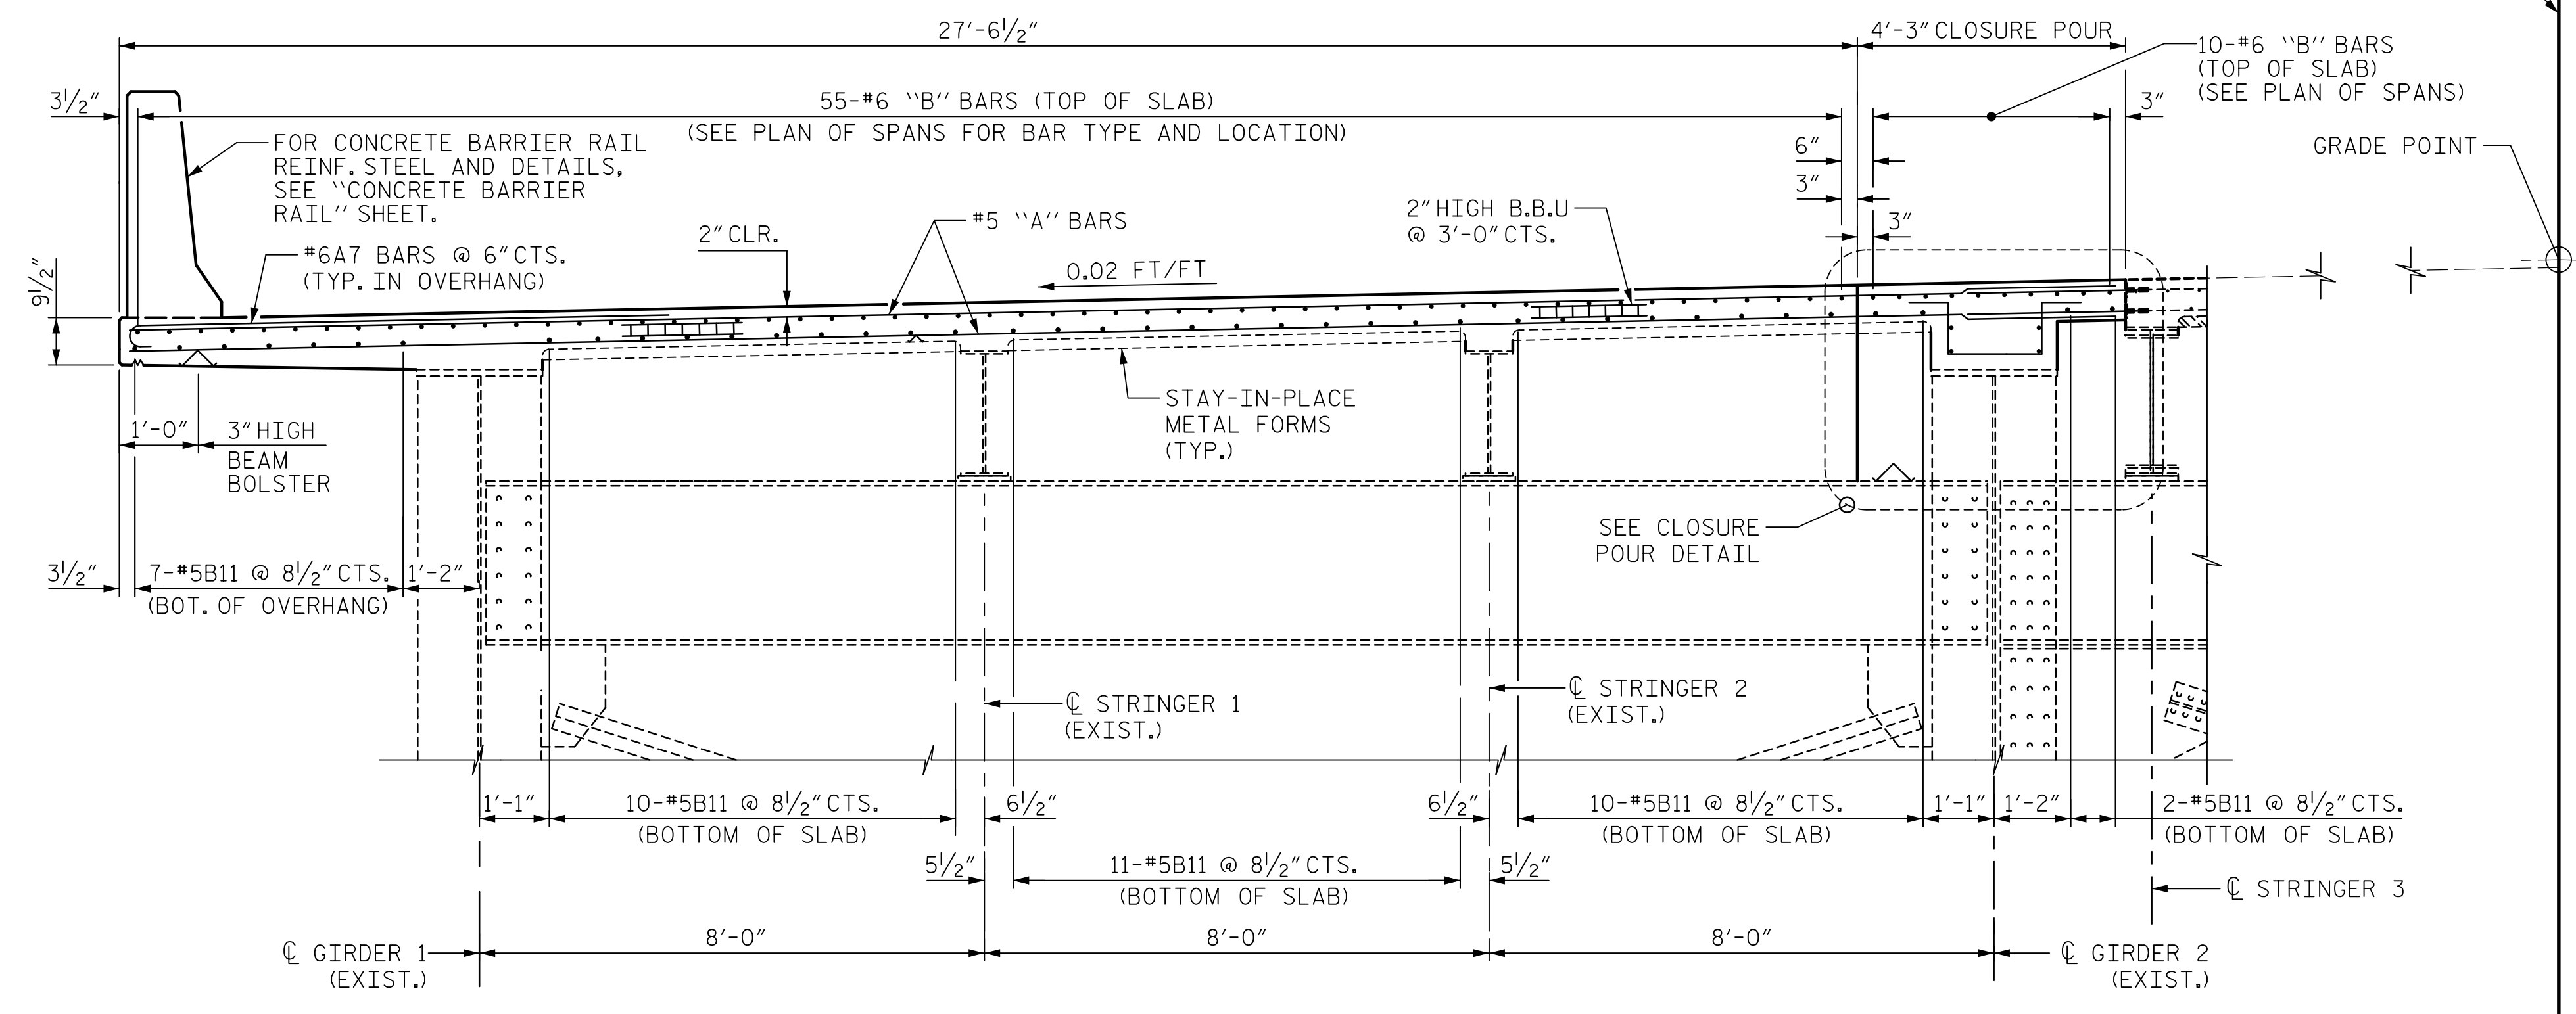 27'-6½"
4'-3" CLOSURE POUR
10-#6 "B" BARS
(TOP OF SLAB)
(SEE PLAN OF SPANS)
3½"
55-#6 "B" BARS (TOP OF SLAB)
(SEE PLAN OF SPANS FOR BAR TYPE AND LOCATION)
3"
FOR CONCRETE BARRIER RAIL
REINF. STEEL AND DETAILS,
SEE "CONCRETE BARRIER
RAIL" SHEET.
6"
GRADE POINT
3"
#5 "A" BARS
2" HIGH B.B.U
@ 3'-0" CTS.
3"
2" CLR.
#6A7 BARS @ 6" CTS.
(TYP. IN OVERHANG)
0.02 FT/FT
9½"
STAY-IN-PLACE
METAL FORMS
(TYP.)
1'-0"
3" HIGH
BEAM
BOLSTER
SEE CLOSURE
POUR DETAIL
3½"
7-#5B11 @ 8½" CTS.
(BOT. OF OVERHANG)
1'-2"
℄ STRINGER 1
(EXIST.)
℄ STRINGER 2
(EXIST.)
1'-1"
10-#5B11 @ 8½" CTS.
(BOTTOM OF SLAB)
6½"
6½"
10-#5B11 @ 8½" CTS.
(BOTTOM OF SLAB)
1'-1"
1'-2"
2-#5B11 @ 8½" CTS.
(BOTTOM OF SLAB)
5½"
11-#5B11 @ 8½" CTS.
(BOTTOM OF SLAB)
5½"
℄ STRINGER 3
8'-0"
8'-0"
8'-0"
℄ GIRDER 1
(EXIST.)
℄ GIRDER 2
(EXIST.)